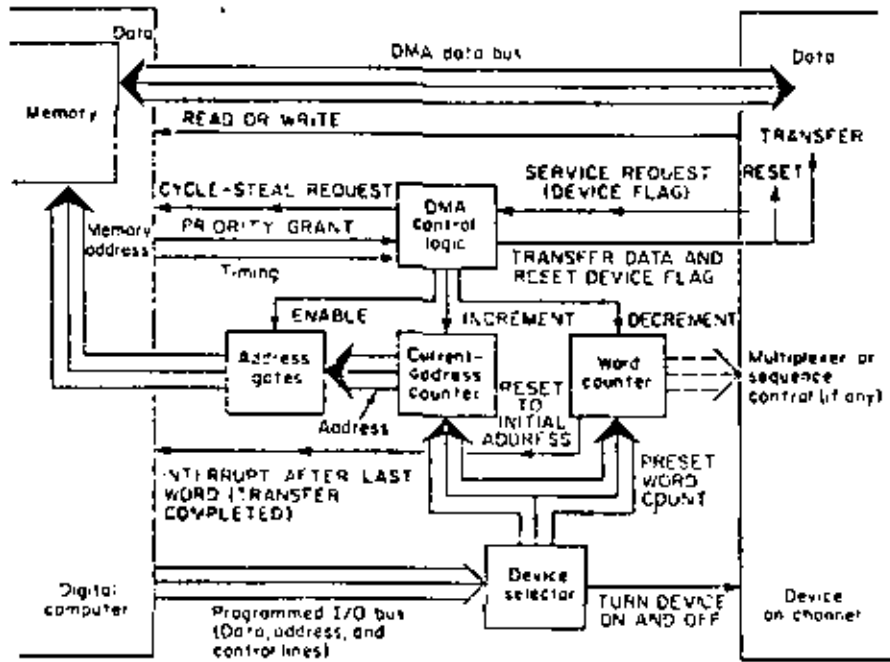 Data
DMA data bus
Data
Memory
READ OR WRITE
TRANSFER
SERVICE REQUEST
(DEVICE FLAG)
RESET
CYCLE-STEAL REQUEST
DMA
control
logic
PRIORITY GRANT
Memory
address
Timing
TRANSFER DATA AND
RESET DEVICE FLAG
ENABLE
INCREMENT
DECREMENT
Address
gates
Current-
address
counter
Word
counter
Multiplexer or
sequence
control (if any)
RESET
TO
INITIAL
ADDRESS
Address
INTERRUPT AFTER LAST
WORD (TRANSFER
COMPLETED)
PRESET
WORD
COUNT
Device
selector
Digital
computer
Programmed I/O bus
(Data, address, and
control lines)
TURN DEVICE
ON AND OFF
Device
on channel